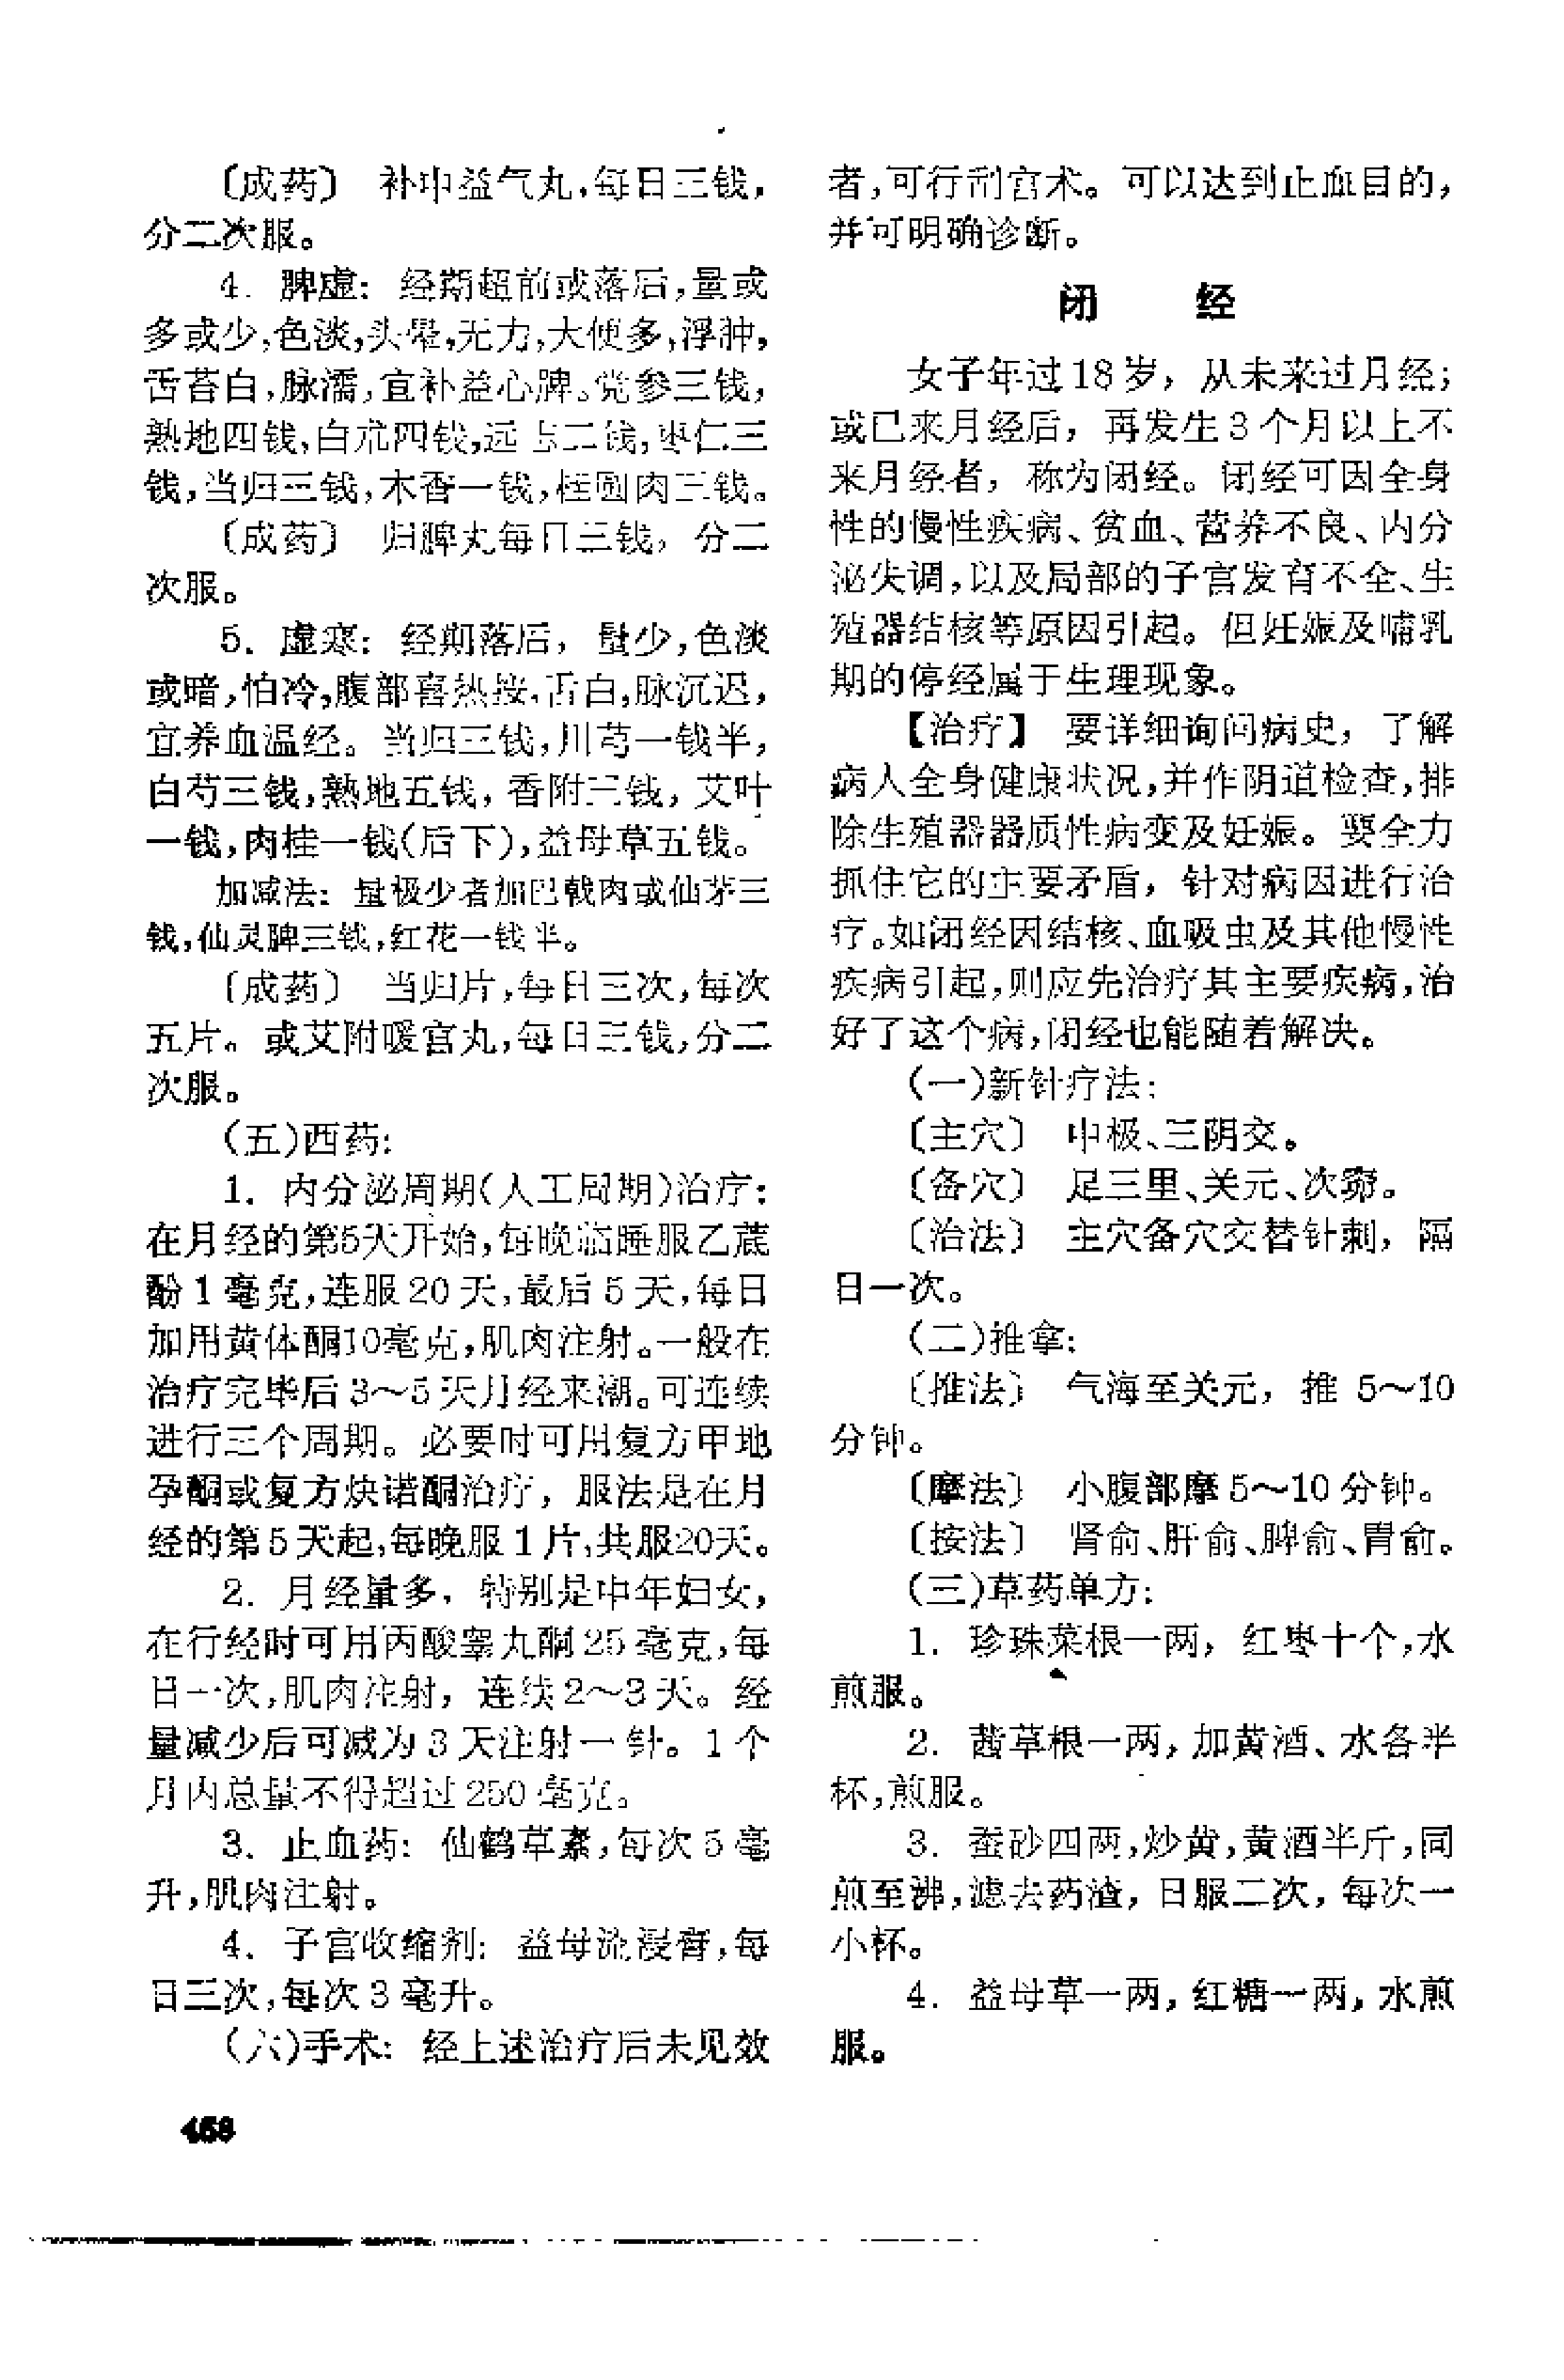 〔成药〕 补中益气丸,每日三钱,
分二次服。
4. 脾虚: 经期超前或落后,量或
多或少,色淡,头晕,无力,大便多,浮肿,
舌苔白,脉濡,宜补益心脾。党参三钱,
熟地四钱,白朮四钱,远志二钱,枣仁三
钱,当归三钱,木香一钱,桂圆肉三钱。
〔成药〕 归脾丸每日三钱, 分二
次服。
5. 虚寒: 经期落后, 量少,色淡
或暗,怕冷,腹部喜热按,舌白,脉沉迟,
宜养血温经。当归三钱,川芎一钱半,
白芍三钱,熟地五钱, 香附三钱, 艾叶
一钱,肉桂一钱(后下),益母草五钱。
加减法: 量极少者加巴戟肉或仙茅三
钱,仙灵脾三钱,红花一钱半。
〔成药〕 当归片,每日三次,每次
五片。或艾附暖宫丸,每日三钱,分二
次服。
(五)西药:
1. 内分泌周期(人工周期)治疗:
在月经的第5天开始,每晚临睡服乙蔗
酚1毫克,连服20天,最后5天,每日
加用黄体酮10毫克,肌肉注射。一般在
治疗完毕后3～5天月经来潮。可连续
进行三个周期。必要时可用复方甲地
孕酮或复方炔诺酮治疗, 服法是在月
经的第5天起,每晚服1片,共服20天。
2. 月经量多, 特别是中年妇女,
在行经时可用丙酸睾丸酮25毫克,每
日一次,肌肉注射, 连续2～3天。经
量减少后可减为3天注射一针。1个
月内总量不得超过250毫克。
3. 止血药: 仙鹤草素,每次5毫
升,肌肉注射。
4. 子宫收缩剂: 益母流浸膏,每
日三次,每次3毫升。
(六)手术: 经上述治疗后未见效
458
者,可行刮宫术。可以达到止血目的,
并可明确诊断。
闭 经
女子年过18岁, 从未来过月经;
或已来月经后, 再发生3个月以上不
来月经者, 称为闭经。闭经可因全身
性的慢性疾病、贫血、营养不良、内分
泌失调,以及局部的子宫发育不全、生
殖器结核等原因引起。但妊娠及哺乳
期的停经属于生理现象。
【治疗】 要详细询问病史, 了解
病人全身健康状况,并作阴道检查,排
除生殖器器质性病变及妊娠。要全力
抓住它的主要矛盾, 针对病因进行治
疗。如闭经因结核、血吸虫及其他慢性
疾病引起,则应先治疗其主要疾病,治
好了这个病,闭经也能随着解决。
(一)新针疗法:
〔主穴〕 中极、三阴交。
〔备穴〕 足三里、关元、次髎。
〔治法〕 主穴备穴交替针刺, 隔
日一次。
(二)推拿:
〔推法〕 气海至关元, 推 5～10
分钟。
〔摩法〕 小腹部摩5～10分钟。
〔按法〕 肾俞、肝俞、脾俞、胃俞。
(三)草药单方:
1. 珍珠菜根一两, 红枣十个,水
煎服。
2. 茜草根一两, 加黄酒、水各半
杯,煎服。
3. 蚕砂四两,炒黄,黄酒半斤,同
煎至沸,滤去药渣, 日服二次, 每次一
小杯。
4. 益母草一两, 红糖一两, 水煎
服。